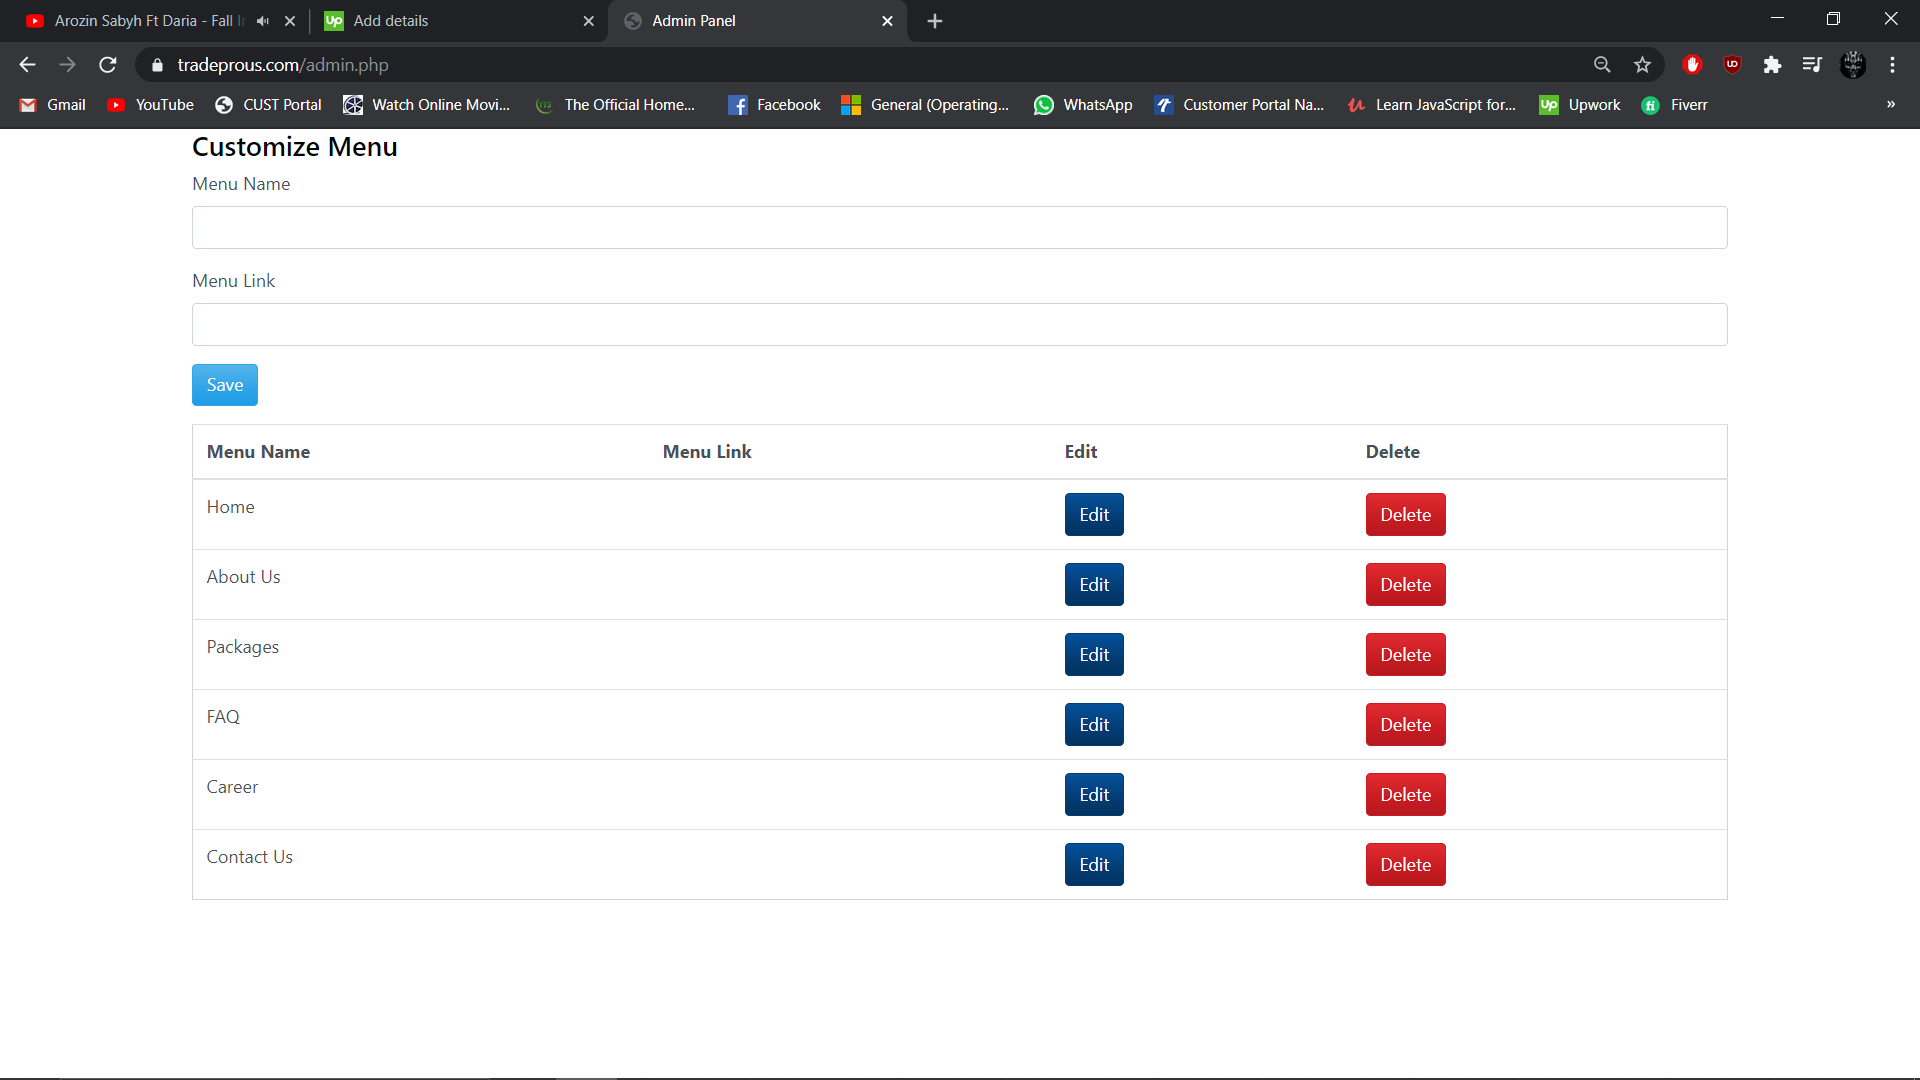 Arozin Sabyh Ft Daria - Fall
Add details
Admin Panel
tradeprous.com/admin.php
Gmail
YouTube
CUST Portal
Watch Online Movi...
The Official Home...
Facebook
General (Operating...
WhatsApp
Customer Portal Na...
Learn JavaScript for...
Up Upwork
fi Fiverr
»
Customize Menu
Menu Name
Menu Link
Save
Menu Name Menu Link Edit Delete
Home Edit Delete
About Us Edit Delete
Packages Edit Delete
FAQ Edit Delete
Career Edit Delete
Contact Us Edit Delete